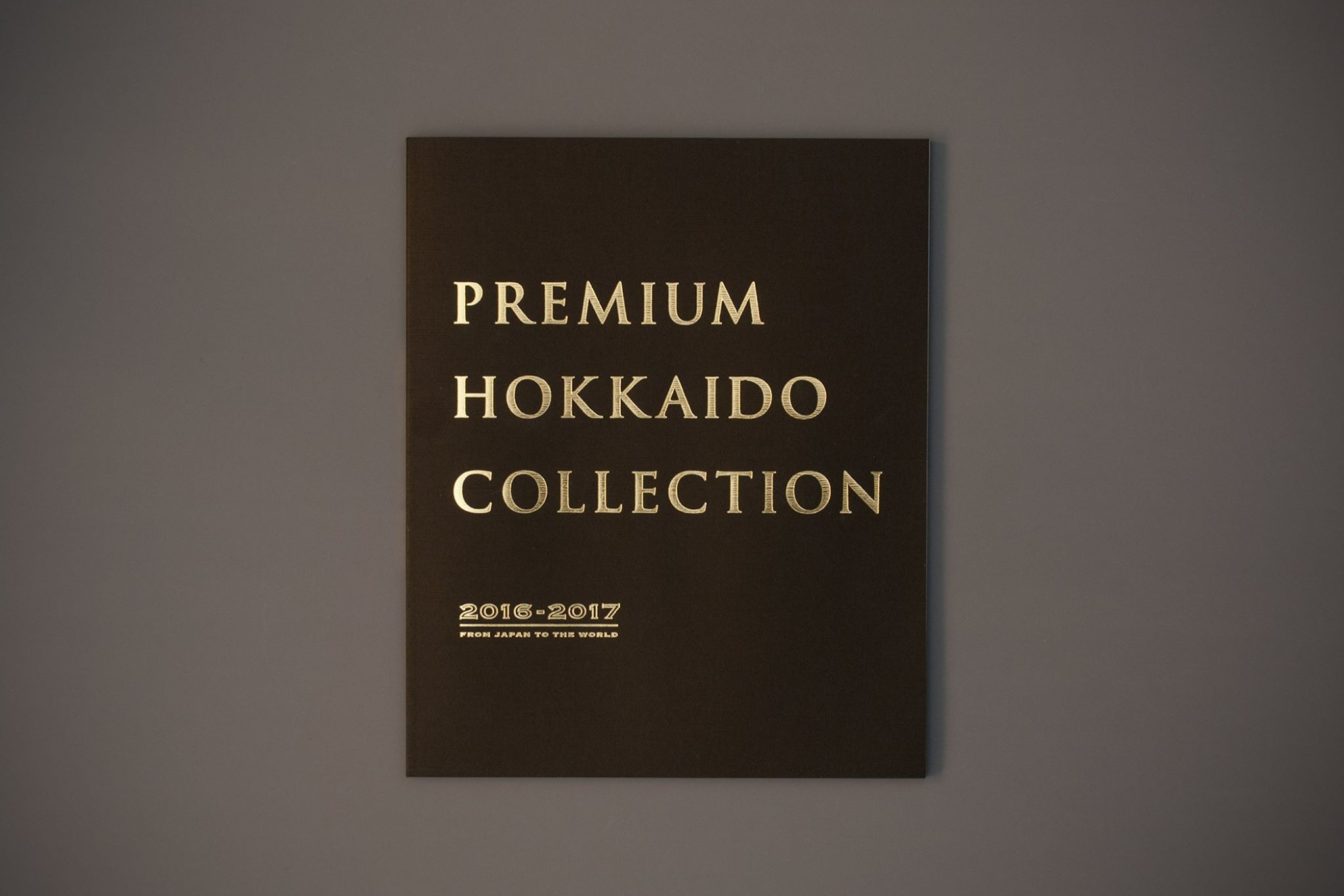 PREMIUM
HOKKAIDO
COLLECTION
2016-2017
FROM JAPAN TO THE WORLD